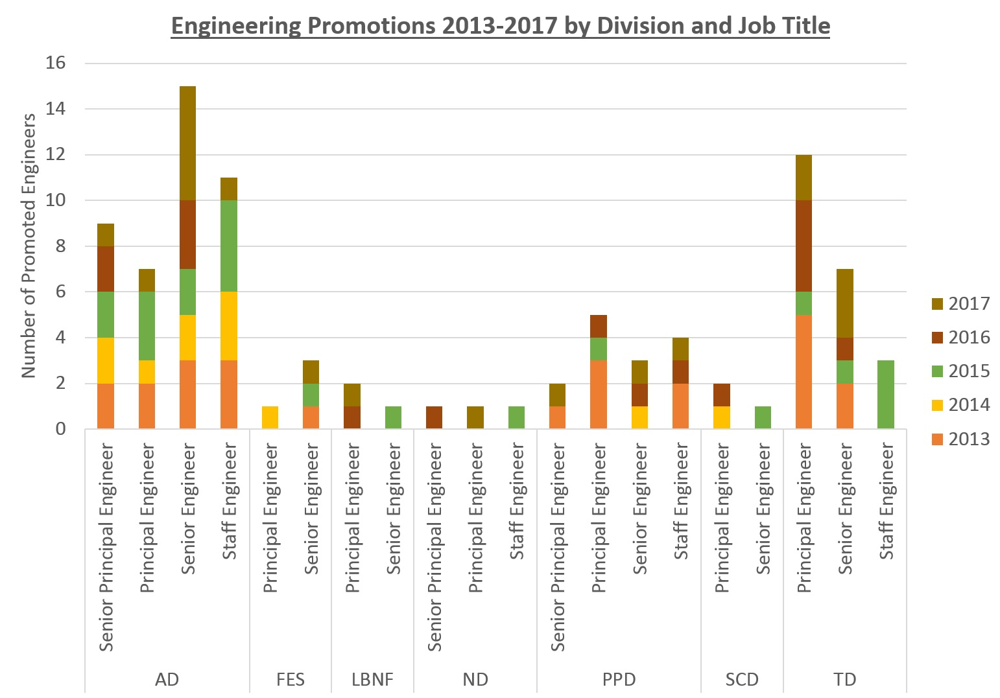 Engineering Promotions 2013-2017 by Division and Job Title
Number of Promoted Engineers
16
14
12
10
8
6
4
2
0
Senior Principal Engineer
Principal Engineer
Senior Engineer
Staff Engineer
Principal Engineer
Senior Engineer
Principal Engineer
Senior Engineer
Senior Principal Engineer
Principal Engineer
Staff Engineer
Senior Principal Engineer
Principal Engineer
Senior Engineer
Staff Engineer
Principal Engineer
Senior Engineer
Principal Engineer
Senior Engineer
Staff Engineer
AD
FES
LBNF
ND
PPD
SCD
TD
2017
2016
2015
2014
2013